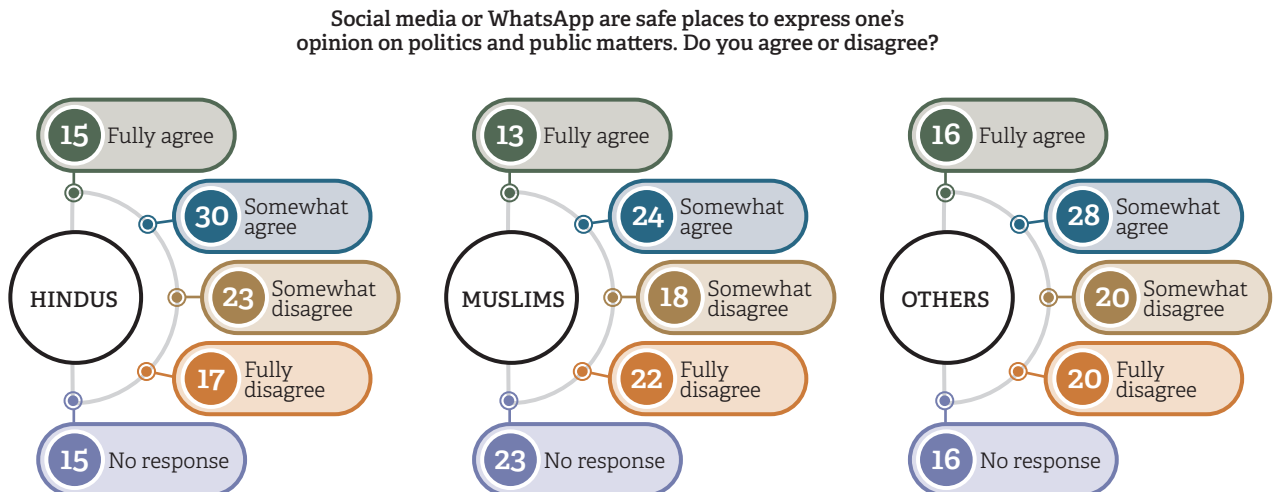 Social media or WhatsApp are safe places to express one's
opinion on politics and public matters. Do you agree or disagree?
HINDUS
15 Fully agree
30 Somewhat
agree
23 Somewhat
disagree
17 Fully
disagree
15 No response
MUSLIMS
13 Fully agree
24 Somewhat
agree
18 Somewhat
disagree
22 Fully
disagree
23 No response
OTHERS
16 Fully agree
28 Somewhat
agree
20 Somewhat
disagree
20 Fully
disagree
16 No response